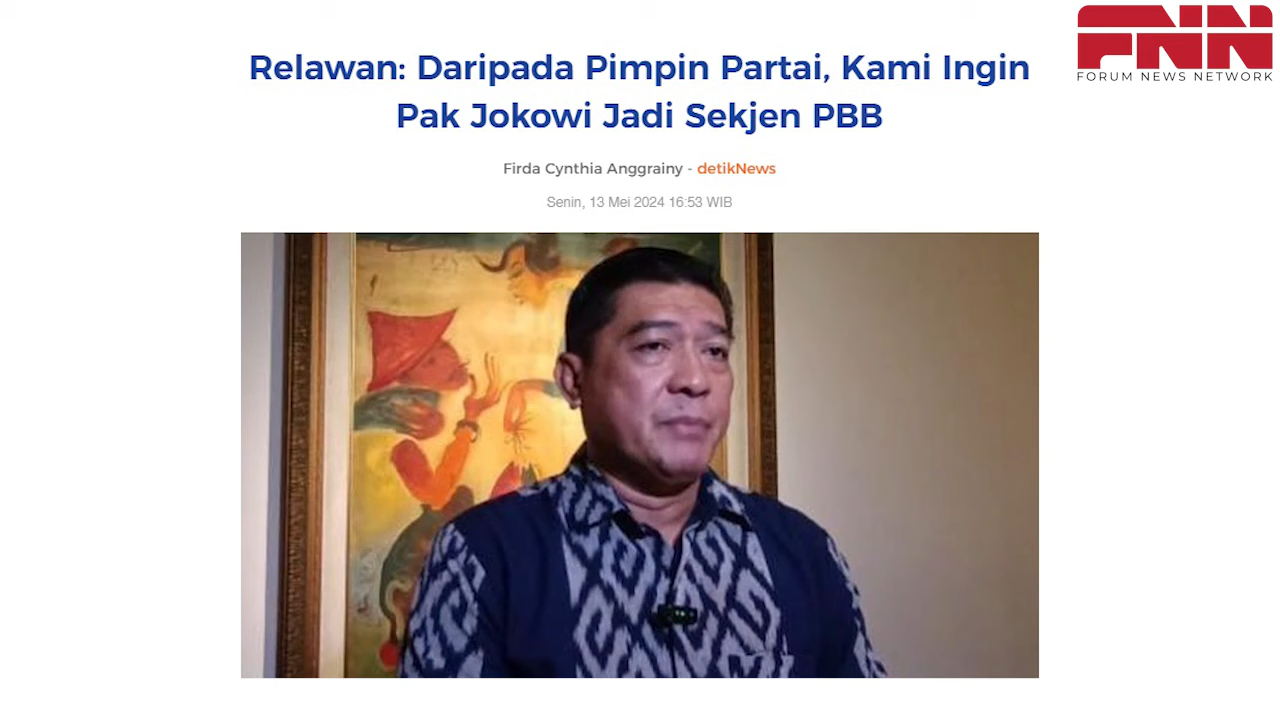 FNN
FORUM NEWS NETWORK
Relawan: Daripada Pimpin Partai, Kami Ingin
Pak Jokowi Jadi Sekjen PBB
Firda Cynthia Anggrainy - detikNews
Senin, 13 Mei 2024 16:53 WIB